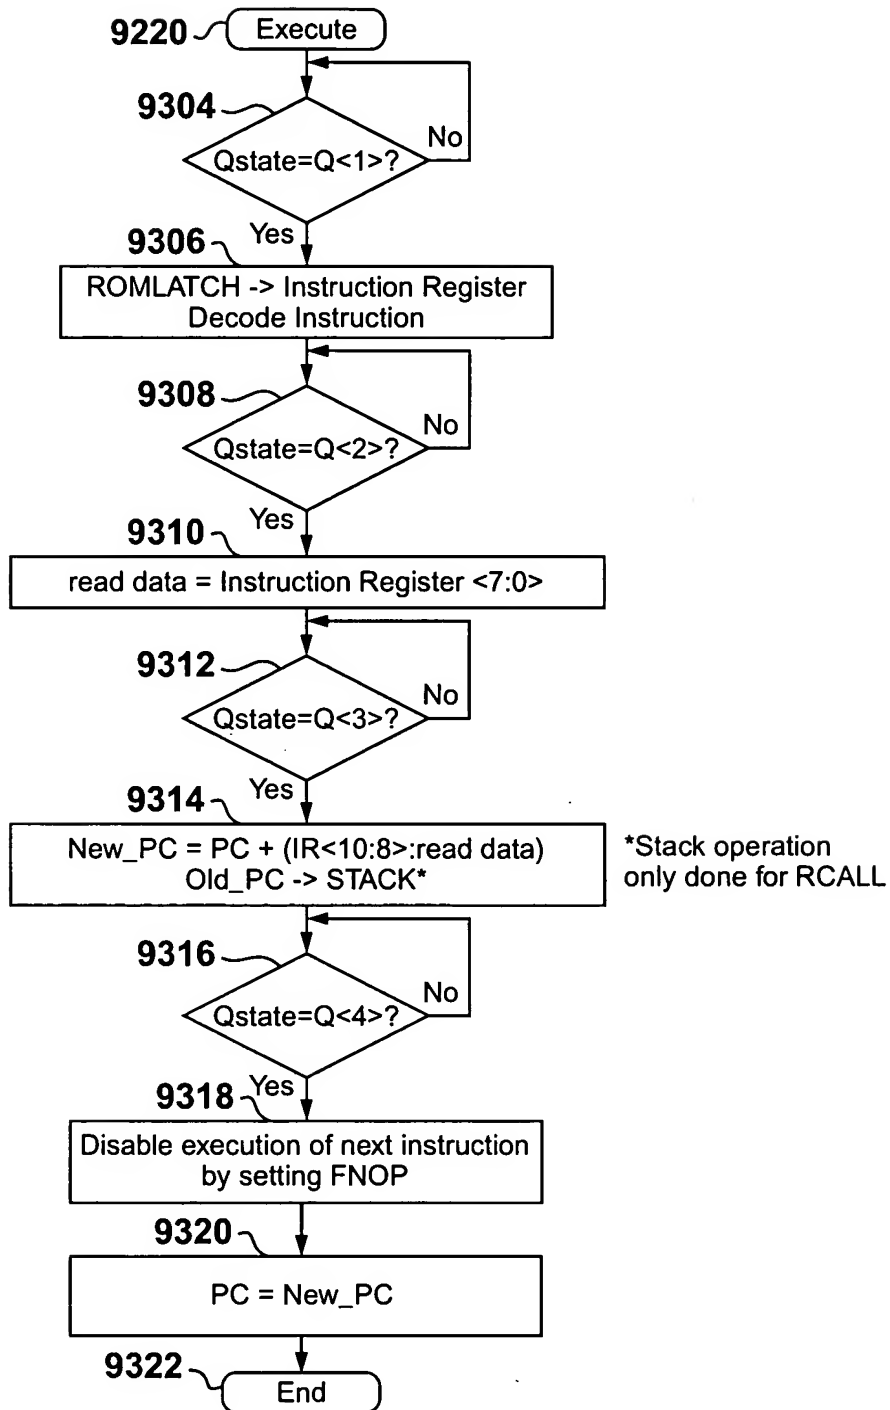 9220
Execute
9304
No
Qstate=Q<1>?
Yes
9306
ROMLATCH -> Instruction Register
Decode Instruction
9308
No
Qstate=Q<2>?
Yes
9310
read data = Instruction Register <7:0>
9312
No
Qstate=Q<3>?
Yes
9314
New_PC = PC + (IR<10:8>:read data)
Old_PC -> STACK*
*Stack operation
only done for RCALL
9316
No
Qstate=Q<4>?
Yes
9318
Disable execution of next instruction
by setting FNOP
9320
PC = New_PC
9322
End